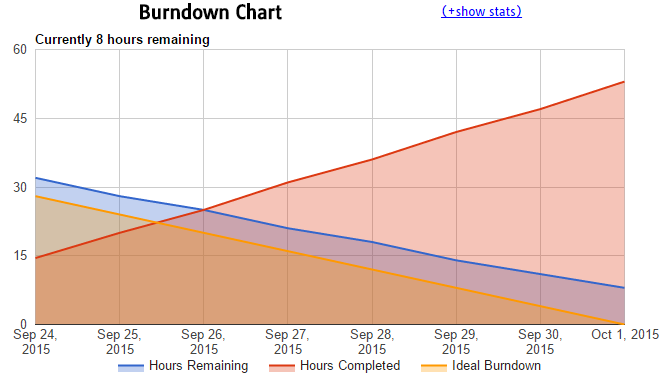 Burndown Chart
(+show stats)
Currently 8 hours remaining
60
45
30
15
0
Sep 24, 2015
Sep 25, 2015
Sep 26, 2015
Sep 27, 2015
Sep 28, 2015
Sep 29, 2015
Sep 30, 2015
Oct 1, 2015
Hours Remaining
Hours Completed
Ideal Burndown